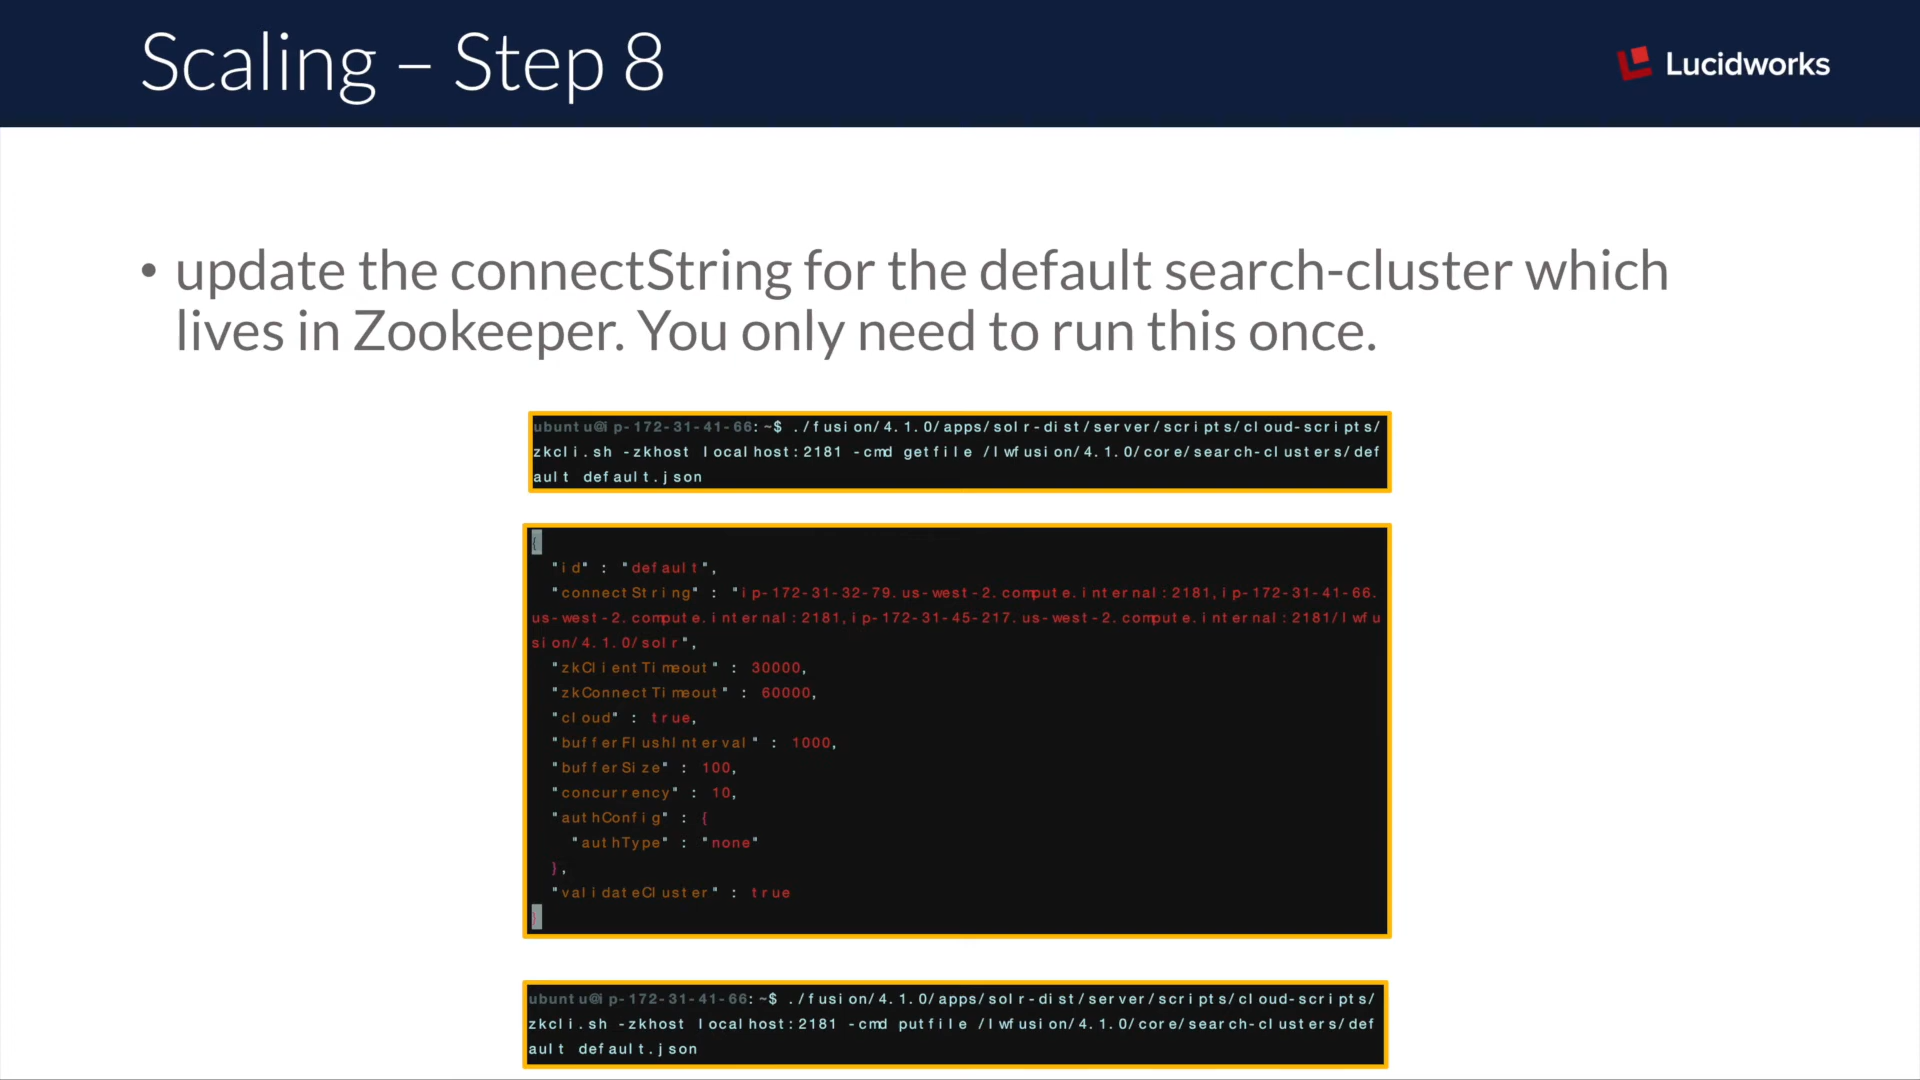 Scaling – Step 8
Lucidworks
• update the connectString for the default search-cluster which
lives in Zookeeper. You only need to run this once.
ubuntu@ip-172-31-41-66:~$ ./fusion/4.1.0/apps/solr-dist/server/scripts/cloud-scripts/
zkcli.sh -zkhost localhost:2181 -cmd getfile /lwfusion/4.1.0/core/search-clusters/def
ault default.json
{
"id" : "default",
"connectString" : "ip-172-31-32-79.us-west-2.compute.internal:2181,ip-172-31-41-66.
us-west-2.compute.internal:2181,ip-172-31-45-217.us-west-2.compute.internal:2181/lwfu
sion/4.1.0/solr",
"zkClientTimeout" : 30000,
"zkConnectTimeout" : 60000,
"cloud" : true,
"bufferFlushInterval" : 1000,
"bufferSize" : 100,
"concurrency" : 10,
"authConfig" : {
"authType" : "none"
},
"validateCluster" : true
}
ubuntu@ip-172-31-41-66:~$ ./fusion/4.1.0/apps/solr-dist/server/scripts/cloud-scripts/
zkcli.sh -zkhost localhost:2181 -cmd putfile /lwfusion/4.1.0/core/search-clusters/def
ault default.json